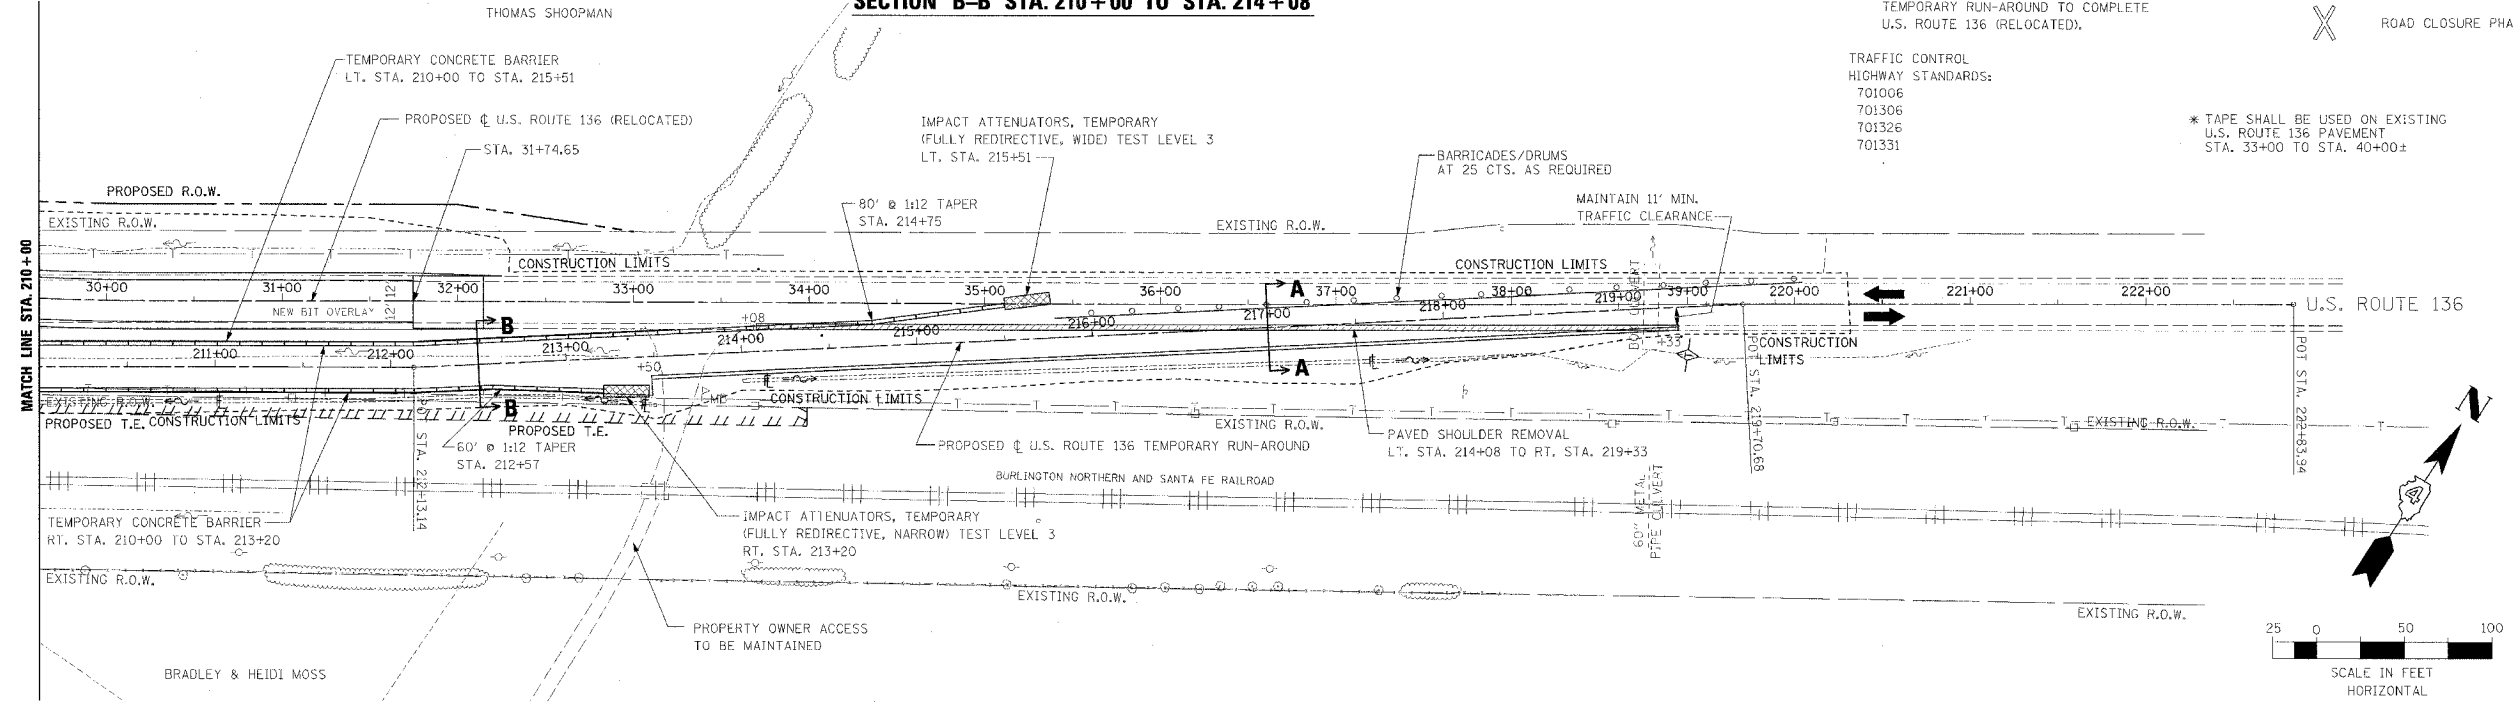 SECTION B-B STA. 210+00 TO STA. 214+08
THOMAS SHOOPMAN
TEMPORARY RUN-AROUND TO COMPLETE
U.S. ROUTE 136 (RELOCATED).
ROAD CLOSURE PHA
TEMPORARY CONCRETE BARRIER
LT. STA. 210+00 TO STA. 215+51
TRAFFIC CONTROL
HIGHWAY STANDARDS:
701006
701306
701326
701331
* TAPE SHALL BE USED ON EXISTING
U.S. ROUTE 136 PAVEMENT
STA. 33+00 TO STA. 40+00±
PROPOSED ℄ U.S. ROUTE 136 (RELOCATED)
STA. 31+74.65
IMPACT ATTENUATORS, TEMPORARY
(FULLY REDIRECTIVE, WIDE) TEST LEVEL 3
LT. STA. 215+51
BARRICADES/DRUMS
AT 25 CTS. AS REQUIRED
MAINTAIN 11' MIN.
TRAFFIC CLEARANCE
PROPOSED R.O.W.
80' @ 1:12 TAPER
STA. 214+75
EXISTING R.O.W.
EXISTING R.O.W.
MATCH LINE STA. 210+00
CONSTRUCTION LIMITS
CONSTRUCTION LIMITS
30+00
31+00
32+00
33+00
34+00
35+00
36+00
37+00
38+00
39+00
220+00
221+00
222+00
U.S. ROUTE 136
12'
12'
NEW BIT OVERLAY
A
B
+08
211+00
212+00
213+00
214+00
215+00
216+00
217+00
218+00
219+00
+33
+50
CONSTRUCTION
LIMITS
A
B
MB
EXISTING R.O.W.
CONSTRUCTION LIMITS
PROPOSED T.E.
CONSTRUCTION LIMITS
PROPOSED T.E.
EXISTING R.O.W.
EXISTING R.O.W.
POT STA. 212+13.14
POT STA. 219+70.68
POT STA. 222+83.94
60' @ 1:12 TAPER
STA. 212+57
PROPOSED ℄ U.S. ROUTE 136 TEMPORARY RUN-AROUND
PAVED SHOULDER REMOVAL
LT. STA. 214+08 TO RT. STA. 219+33
BURLINGTON NORTHERN AND SANTA FE RAILROAD
60" METAL
PIPE CULVERT
TEMPORARY CONCRETE BARRIER
RT. STA. 210+00 TO STA. 213+20
IMPACT ATTENUATORS, TEMPORARY
(FULLY REDIRECTIVE, NARROW) TEST LEVEL 3
RT. STA. 213+20
EXISTING R.O.W.
EXISTING R.O.W.
EXISTING R.O.W.
PROPERTY OWNER ACCESS
TO BE MAINTAINED
BRADLEY & HEIDI MOSS
N
4
25 0 50 100
SCALE IN FEET
HORIZONTAL